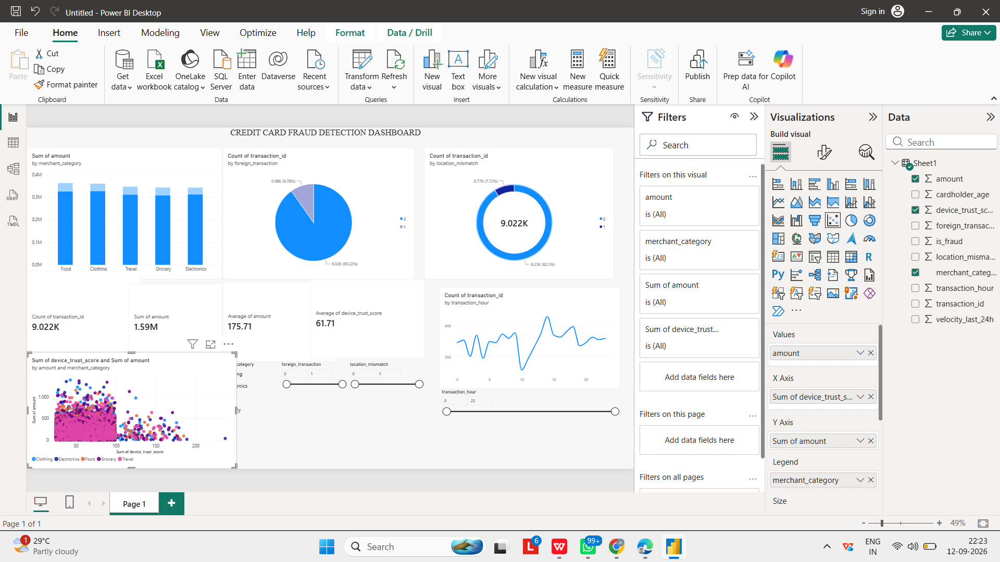 Untitled - Power BI Desktop
Sign in
File Home Insert Modeling View Optimize Help Format Data / Drill
Share
Paste
Cut
Copy
Format painter
Clipboard
Get data
Excel workbook
OneLake catalog
SQL Server
Enter data
Dataverse
Recent sources
Data
Transform data
Refresh
Queries
New visual
Text box
More visuals
Insert
New visual calculation
New measure
Quick measure
Calculations
Sensitivity
Sensitivity
Publish
Share
Prep data for AI
Copilot
Copilot
DAX
TMDL
CREDIT CARD FRAUD DETECTION DASHBOARD
Sum of amount
by merchant_category
0.4M
0.3M
0.2M
0.1M
0.0M
Food Clothing Travel Grocery Electronics
Count of transaction_id
by foreign_transaction
0.98K (9.78%)
9.02K (90.22%)
0
1
Count of transaction_id
by location_mismatch
0.77K (7.72%)
9.022K
8.25K (82.5%)
0
1
Count of transaction_id
9.022K
Sum of amount
1.59M
Average of amount
175.71
Average of device_trust_score
61.71
Count of transaction_id
by transaction_hour
400
350
0 5 10 15 20
Sum of device_trust_score and Sum of amount
by amount and merchant_category
Sum of amount
1,000
500
0
50 100 150 200
Sum of device_trust_score
Clothing Electronics Food Grocery Travel
category
ng
onics
ry
foreign_transaction
0 1
location_mismatch
0 1
transaction_hour
0 23
Filters
Search
Filters on this visual
amount
is (All)
merchant_category
is (All)
Sum of amount
is (All)
Sum of device_trust...
is (All)
Add data fields here
Filters on this page
Add data fields here
Filters on all pages
Visualizations
Build visual
123
R
Py
Values
amount
X Axis
Sum of device_trust_s...
Y Axis
Sum of amount
Legend
merchant_category
Size
Data
Search
Sheet1
amount
cardholder_age
device_trust_sc...
foreign_transac...
is_fraud
location_misma...
merchant_categ...
transaction_hour
transaction_id
velocity_last_24h
Page 1
Page 1 of 1
- + 49%
1
29°C
Partly cloudy
Search
L
6
W
99+
A
ENG
IN
22:23
12-09-2026